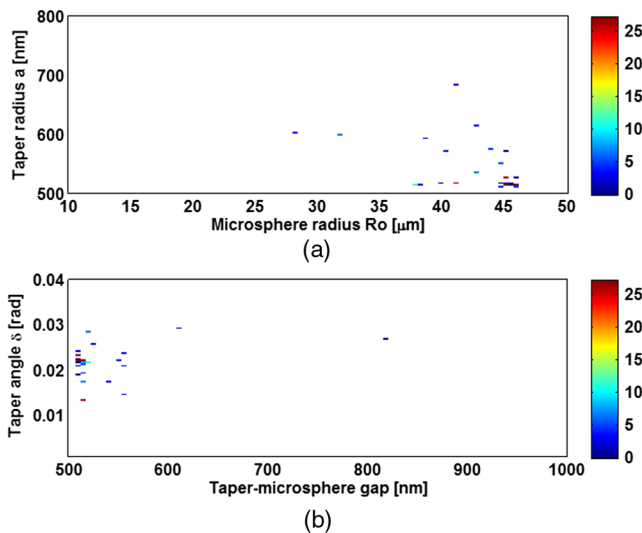 800
700
600
500
Taper radius a [nm]
10 15 20 25 30 35 40 45 50
Microsphere radius Ro [μm]
25
20
15
10
5
0
(a)
0.04
0.03
0.02
0.01
Taper angle δ [rad]
500 600 700 800 900 1000
Taper-microsphere gap [nm]
25
20
15
10
5
0
(b)